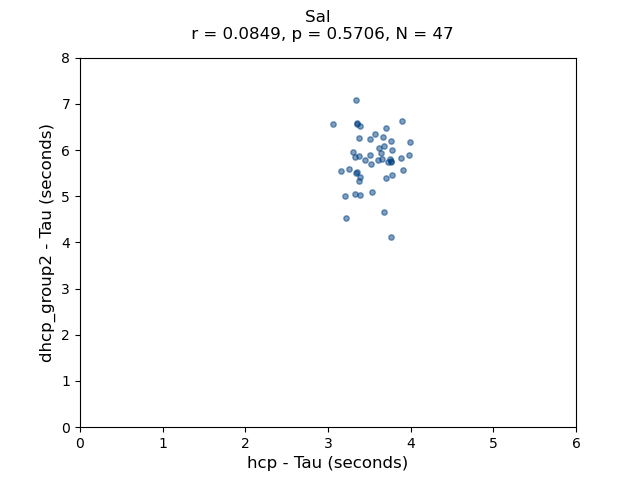 Sal
r = 0.0849, p = 0.5706, N = 47
8
7
6
5
4
3
2
1
0
dhcp_group2 - Tau (seconds)
0 1 2 3 4 5 6
hcp - Tau (seconds)